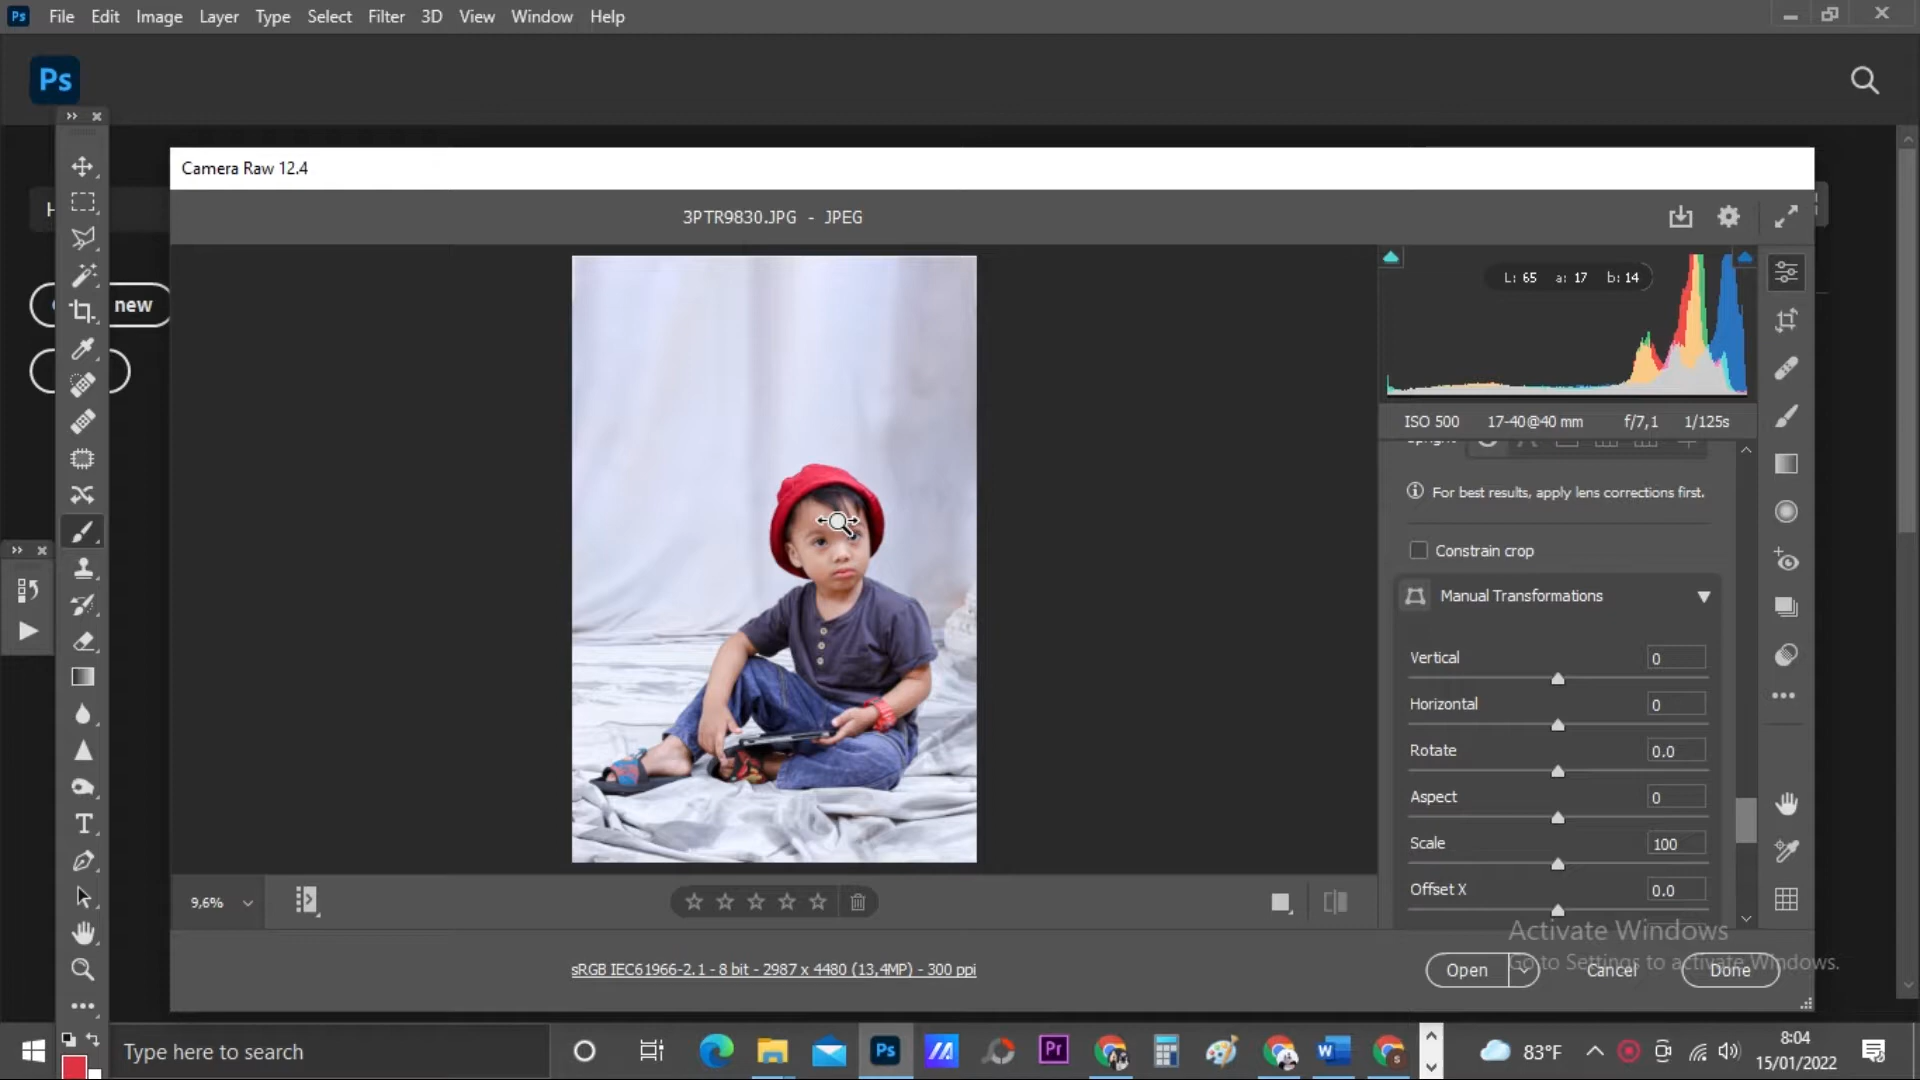 Ps File Edit Image Layer Type Select Filter 3D View Window Help
Ps
Camera Raw 12.4
3PTR9830.JPG - JPEG
H
new
L: 65 a: 17 b: 14
ISO 500 17-40@40 mm f/7,1 1/125s
For best results, apply lens corrections first.
Constrain crop
Manual Transformations
Vertical 0
Horizontal 0
Rotate 0.0
Aspect 0
Scale 100
Offset X 0.0
9,6%
Activate Windows
Go to Settings to activate Windows.
sRGB IEC61966-2.1 - 8 bit - 2987 x 4480 (13,4MP) - 300 ppi
Open Cancel Done
Type here to search
Ps
Pr
W
S
83°F
8:04
15/01/2022